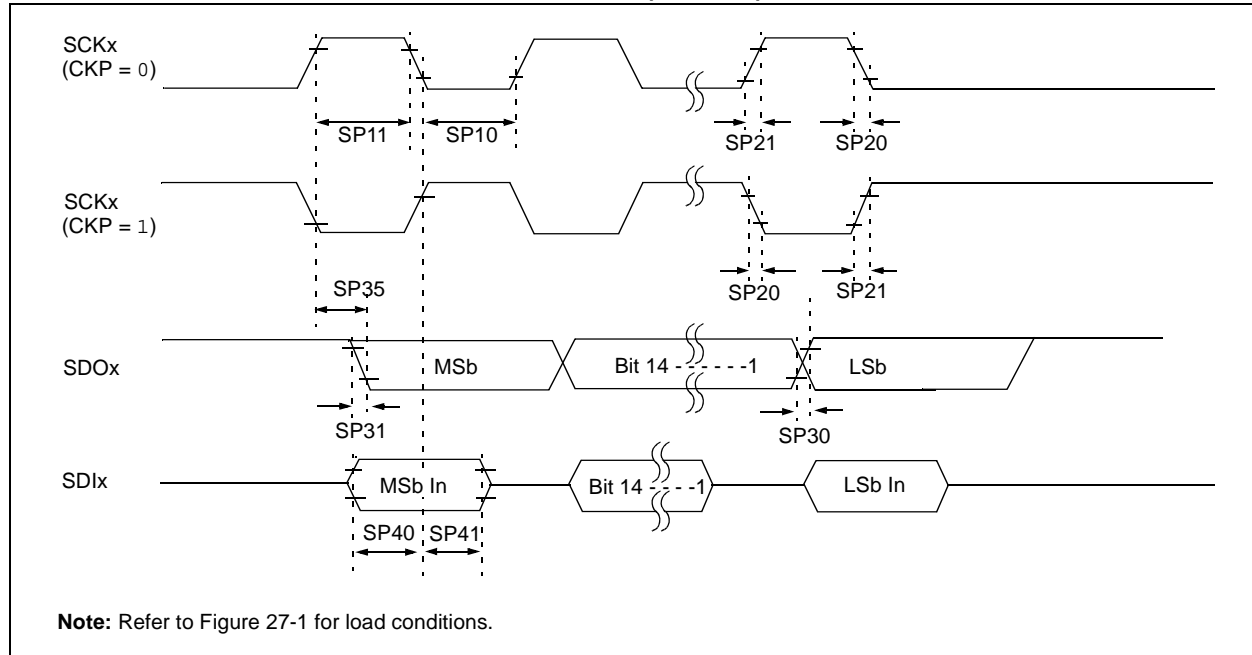 SCKx
(CKP = 0)
SP11
SP10
SP21
SP20
SCKx
(CKP = 1)
SP35
SP20
SP21
SDOx
MSb
Bit 14 - - - - - -1
LSb
SP31
SP30
SDIx
MSb In
Bit 14 - - - -1
LSb In
SP40
SP41
Note: Refer to Figure 27-1 for load conditions.